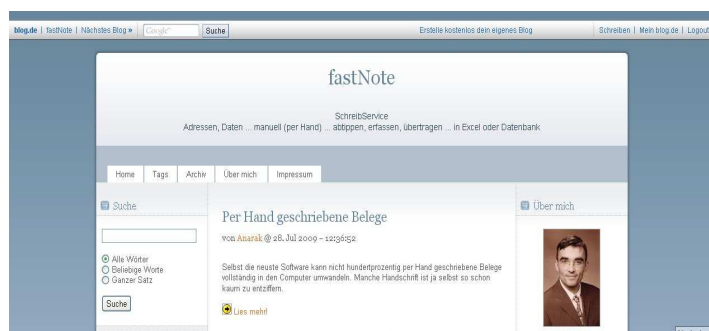 blog.de | fastNote | Nächstes Blog » Google™ Suche Erstelle kostenlos dein eigenes Blog Schreiben | Mein blog.de | Logout
fastNote
SchreibService
Adressen, Daten ... manuell (per Hand) ... abtippen, erfassen, übertragen ... in Excel oder Datenbank
Home Tags Archiv Über mich Impressum
Suche
Alle Wörter
Beliebige Worte
Ganzer Satz
Suche
Per Hand geschriebene Belege
von Anarak @ 28. Jul 2009 – 12:36:52
Selbst die neuste Software kann nicht hundertprozentig per Hand geschriebene Belege
vollständig in den Computer umwandeln. Manche Handschrift ist ja selbst so schon
kaum zu entziffern.
Lies mehr!
Über mich